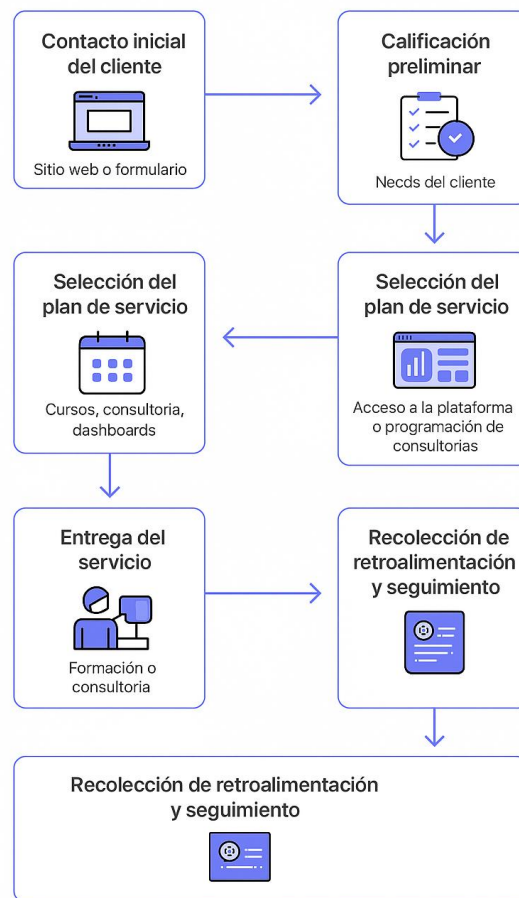 Contacto inicial
del cliente
Sitio web o formulario
Calificación
preliminar
Necds del cliente
Selección del
plan de servicio
Acceso a la plataforma
o programación de
consultorias
Selección del
plan de servicio
Cursos, consultoria,
dashboards
Entrega del
servicio
Formación o
consultoria
Recolección de
retroalimentación
y seguimiento
Recolección de retroalimentación
y seguimiento